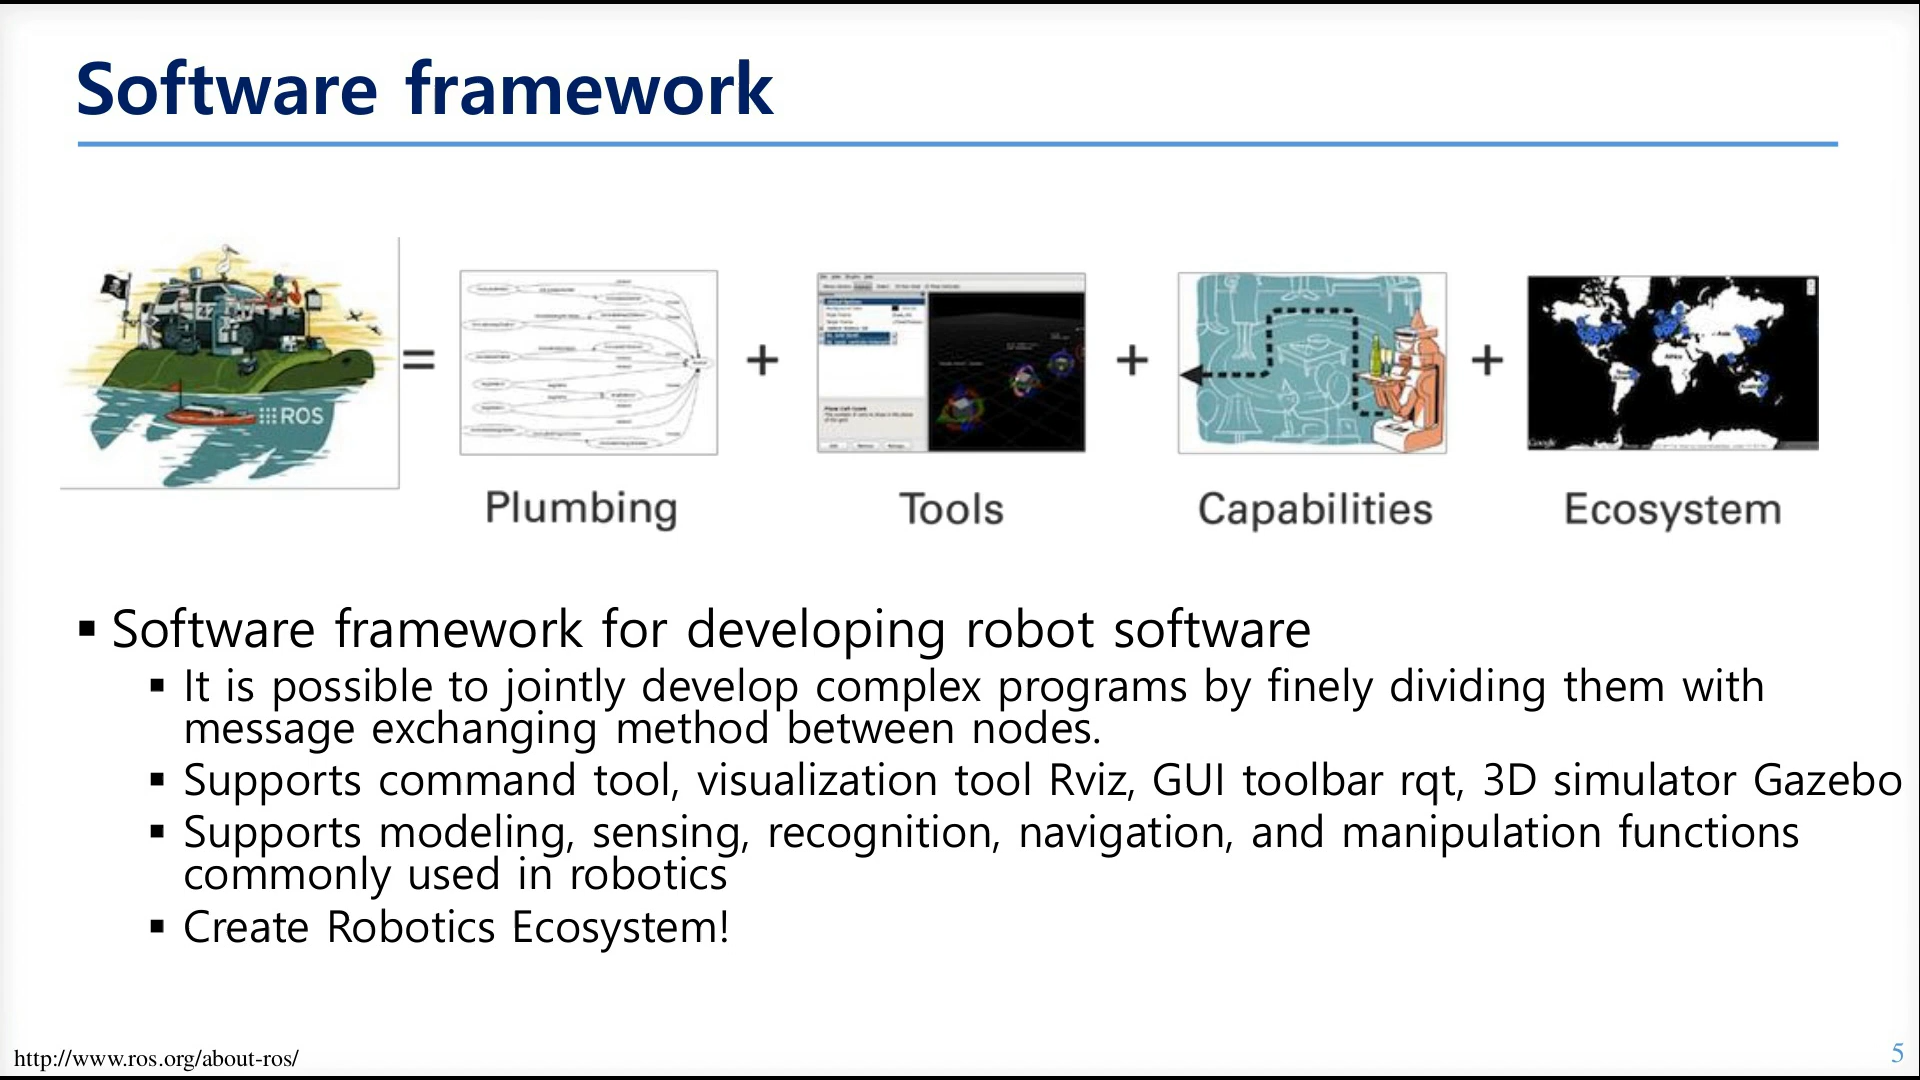 Software framework
ROS
=
+
+
+
Plumbing
Tools
Capabilities
Ecosystem
▪ Software framework for developing robot software
▪ It is possible to jointly develop complex programs by finely dividing them with
message exchanging method between nodes.
▪ Supports command tool, visualization tool Rviz, GUI toolbar rqt, 3D simulator Gazebo
▪ Supports modeling, sensing, recognition, navigation, and manipulation functions
commonly used in robotics
▪ Create Robotics Ecosystem!
http://www.ros.org/about-ros/
5